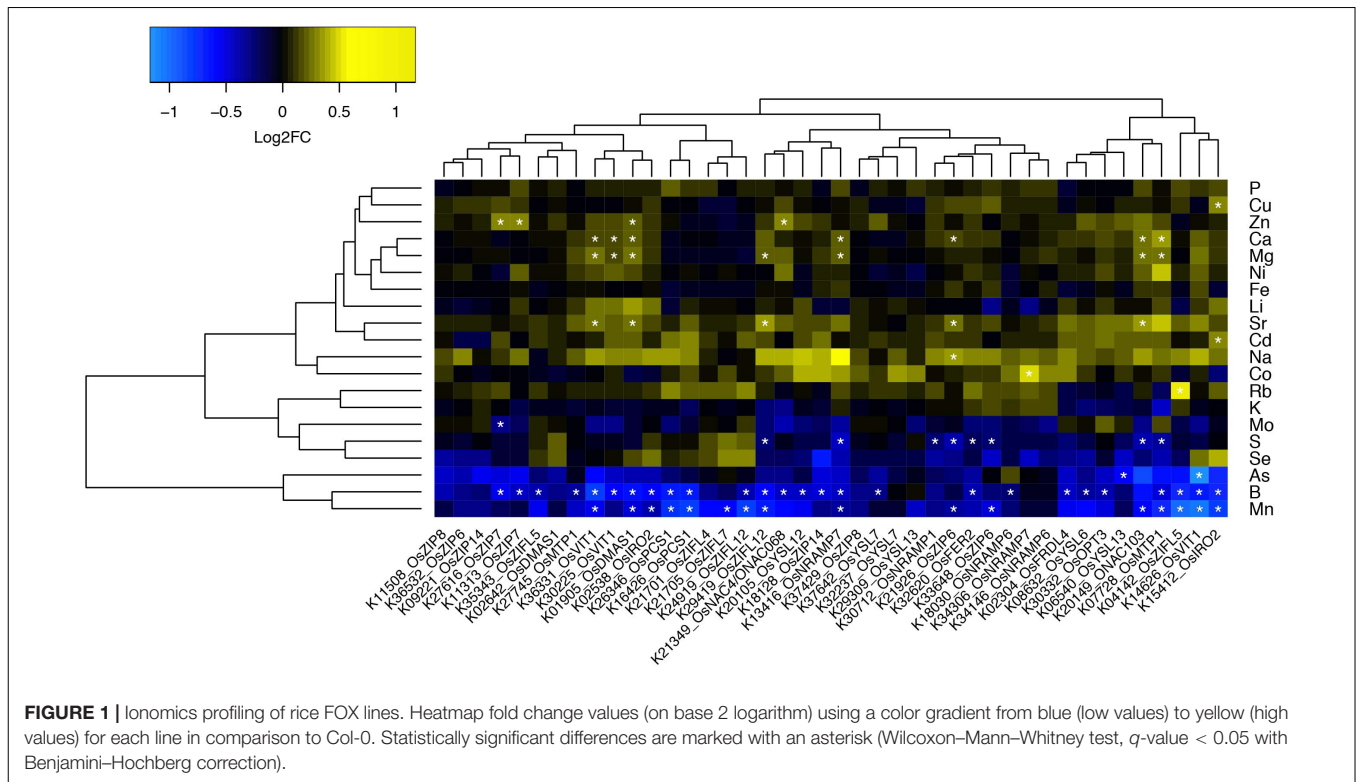 −1
−0.5
0
0.5
1
Log2FC
P
Cu
Zn
Ca
Mg
Ni
Fe
Li
Sr
Cd
Na
Co
Rb
K
Mo
S
Se
As
B
Mn
K11508_OsZIP8
K36532_OsZIP6
K09221_OsZIP14
K27616_OsZIP7
K11313_OsZIP7
K35343_OsZIFL5
K02642_OsDMAS1
K27745_OsMTP1
K36331_OsVIT1
K30225_OsVIT1
K01905_OsDMAS1
K02538_OsIRO2
K26346_OsPCS1
K16426_OsPCS1
K21701_OsZIFL4
K21705_OsZIFL7
K24919_OsZIFL12
K29419_OsZIFL12
K21349_OsNAC4/ONAC068
K20105_OsYSL12
K18128_OsZIP14
K13416_OsNRAMP7
K37429_OsZIP8
K37642_OsYSL7
K32237_OsYSL7
K29309_OsYSL13
K30712_OsNRAMP1
K21926_OsZIP6
K32620_OsFER2
K33648_OsZIP6
K18030_OsNRAMP6
K34306_OsNRAMP7
K34146_OsNRAMP6
K02304_OsFRDL4
K08632_OsYSL6
K30332_OsOPT3
K06540_OsYSL13
K20149_ONAC103
K07728_OsMTP1
K04142_OsZIFL5
K14626_OsVIT1
K15412_OsIRO2
FIGURE 1 | Ionomics profiling of rice FOX lines. Heatmap fold change values (on base 2 logarithm) using a color gradient from blue (low values) to yellow (high
values) for each line in comparison to Col-0. Statistically significant differences are marked with an asterisk (Wilcoxon–Mann–Whitney test, q-value < 0.05 with
Benjamini–Hochberg correction).